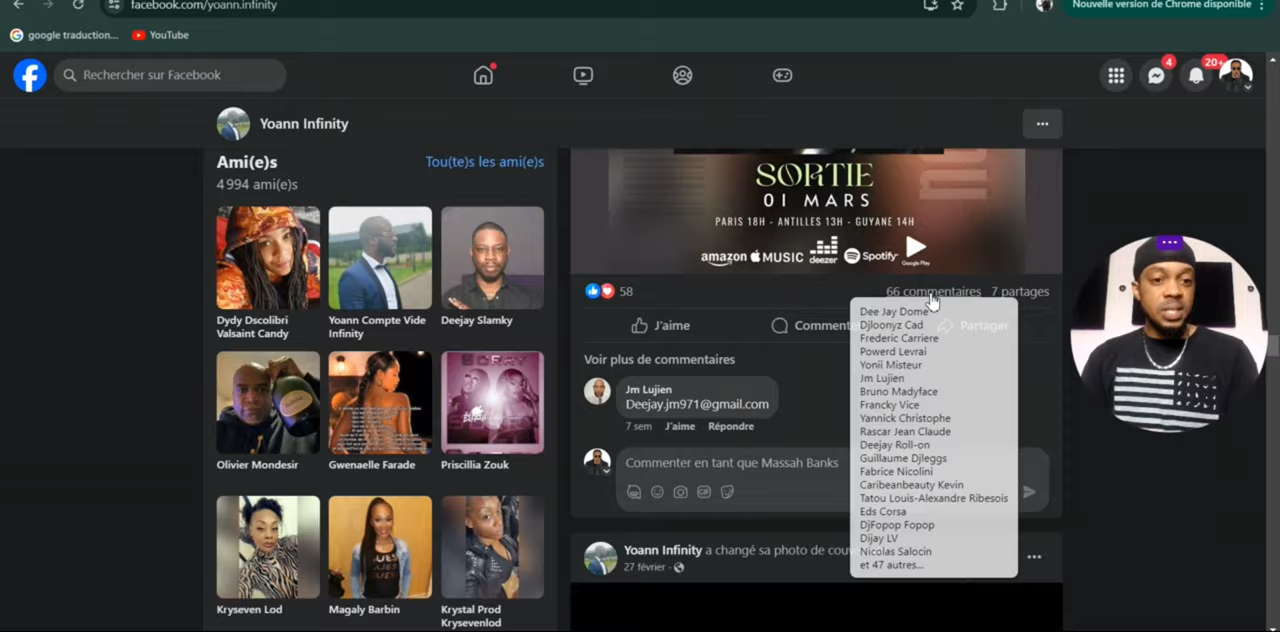 facebook.com/yoann.infinity
Nouvelle version de Chrome disponible
google traduction...
YouTube
Rechercher sur Facebook
4
20+
Yoann Infinity
Ami(e)s
Tou(te)s les ami(e)s
4 994 ami(e)s
Dydy Dscolibri
Valsaint Candy
Yoann Compte Vide
Infinity
Deejay Slamky
Olivier Mondesir
Gwenaelle Farade
Priscillia Zouk
Kryseven Lod
Magaly Barbin
Krystal Prod
Krysevenlod
SORTIE
01 MARS
PARIS 18H - ANTILLES 13H - GUYANE 14H
amazon MUSIC deezer Spotify Google Play
58
66 commentaires 7 partages
J'aime
Comment
Partager
Voir plus de commentaires
Jm Lujien
Deejay.jm971@gmail.com
7 sem J'aime Répondre
Commenter en tant que Massah Banks
GIF
Yoann Infinity a changé sa photo de cou
27 février
Dee Jay Dome
Djloonyz Cad
Frederic Carriere
Powerd Levrai
Yonii Misteur
Jm Lujien
Bruno Madyface
Francky Vice
Yannick Christophe
Rascar Jean Claude
Deejay Roll-on
Guillaume Djleggs
Fabrice Nicolini
Caribeanbeauty Kevin
Tatou Louis-Alexandre Ribesois
Eds Corsa
DjFopop Fopop
Dijay LV
Nicolas Salocin
et 47 autres...